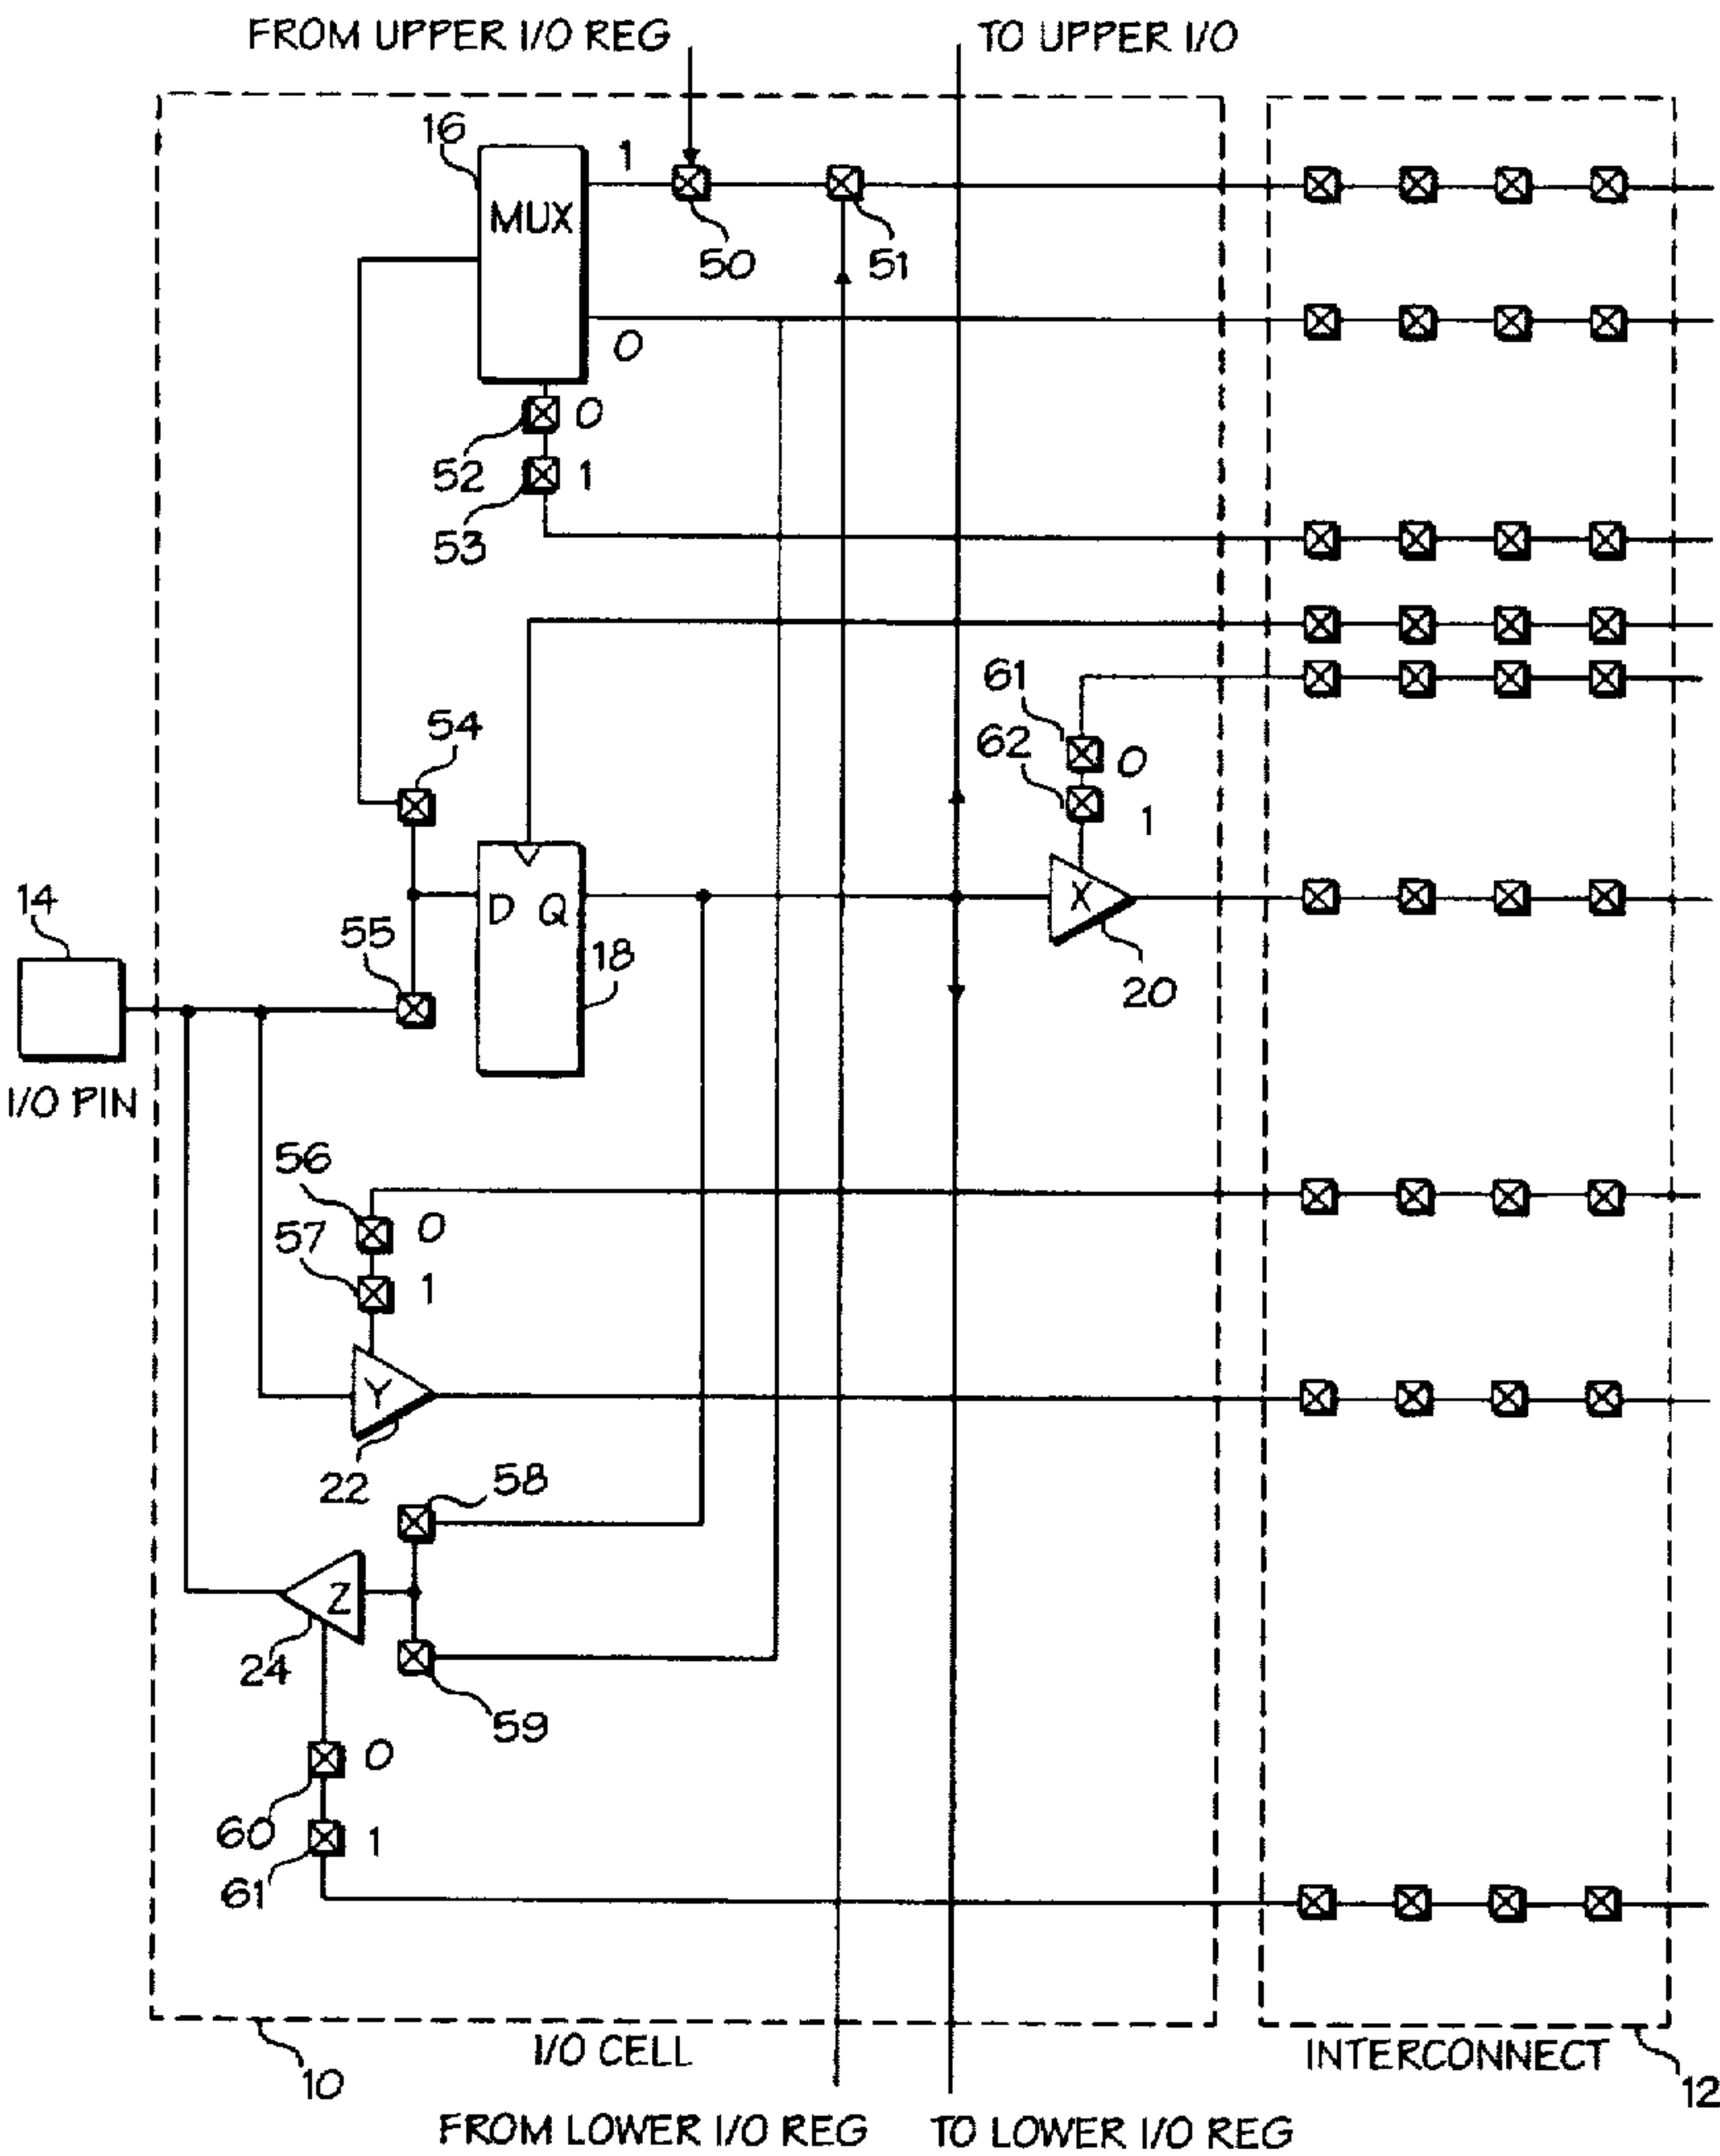 FROM UPPER I/O REG
TO UPPER I/O
16
1
MUX
50
51
0
0
52
1
53
61
54
62
0
1
14
D Q
X
55
18
20
I/O PIN
56
0
57
1
Y
22
58
Z
24
59
0
60
1
61
I/O CELL
INTERCONNECT
10
12
FROM LOWER I/O REG
TO LOWER I/O REG